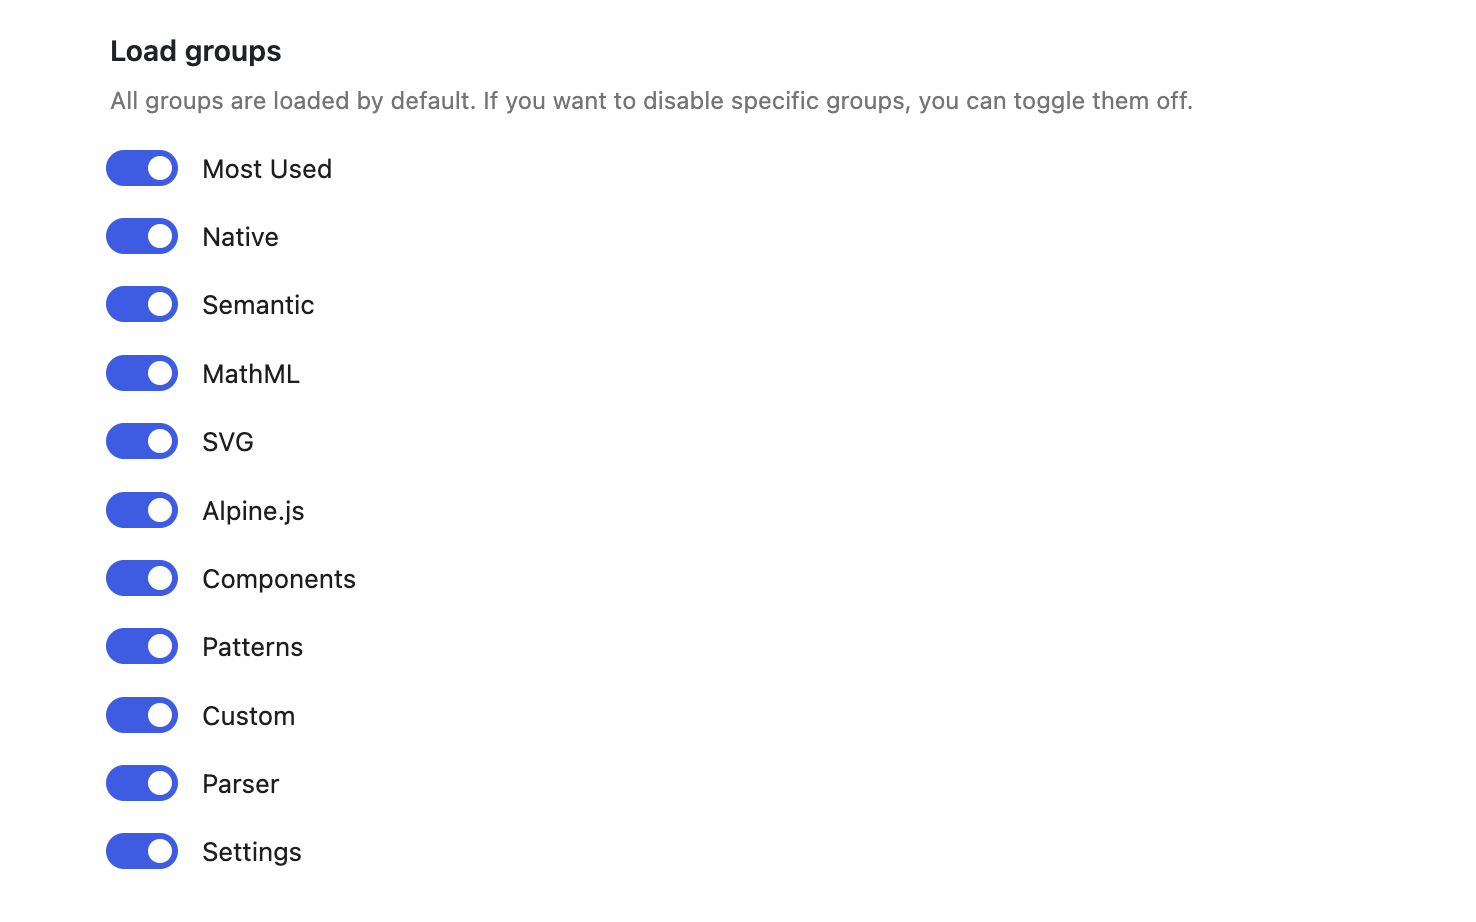 Load groups
All groups are loaded by default. If you want to disable specific groups, you can toggle them off.
Most Used
Native
Semantic
MathML
SVG
Alpine.js
Components
Patterns
Custom
Parser
Settings